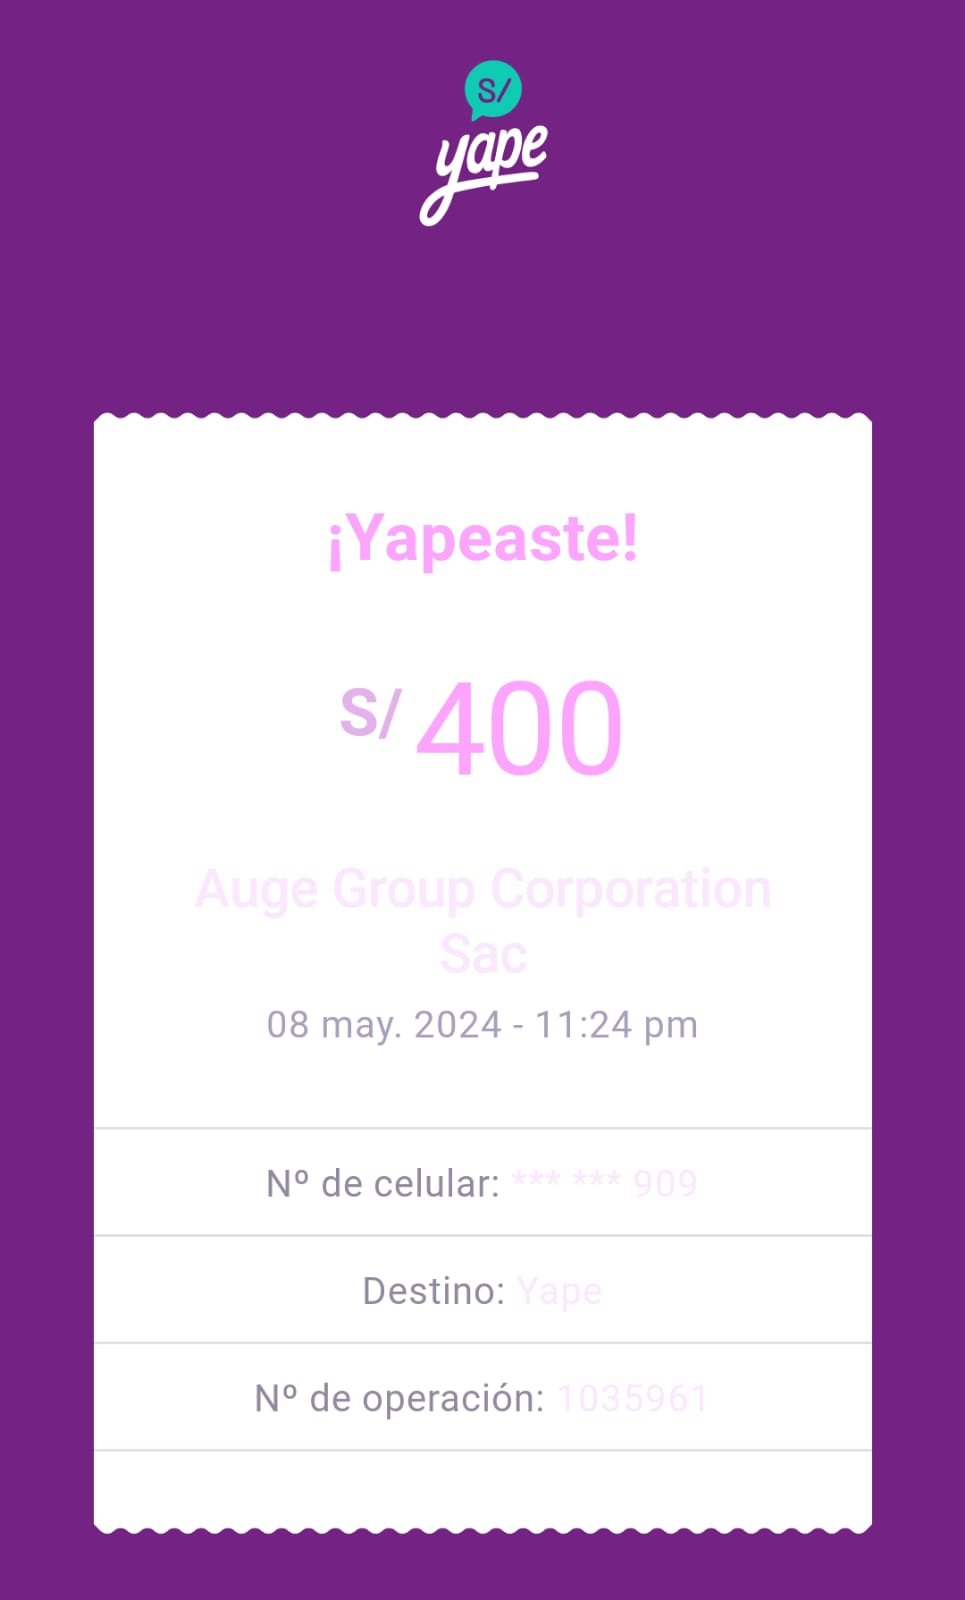 S/
yape
¡Yapeaste!
S/ 400
Auge Group Corporation
Sac
08 may. 2024 - 11:24 pm
Nº de celular: *** *** 909
Destino: Yape
Nº de operación: 1035961